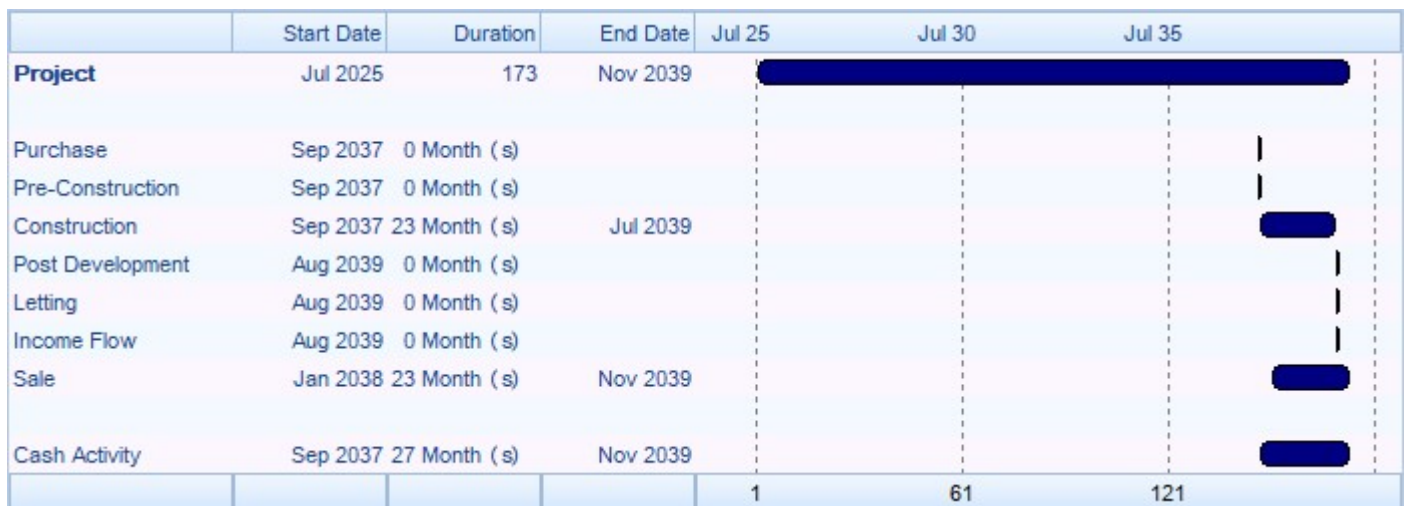 Start Date Duration End Date Jul 25 Jul 30 Jul 35
Project Jul 2025 173 Nov 2039
Purchase Sep 2037 0 Month (s)
Pre-Construction Sep 2037 0 Month (s)
Construction Sep 2037 23 Month (s) Jul 2039
Post Development Aug 2039 0 Month (s)
Letting Aug 2039 0 Month (s)
Income Flow Aug 2039 0 Month (s)
Sale Jan 2038 23 Month (s) Nov 2039
Cash Activity Sep 2037 27 Month (s) Nov 2039
1 61 121